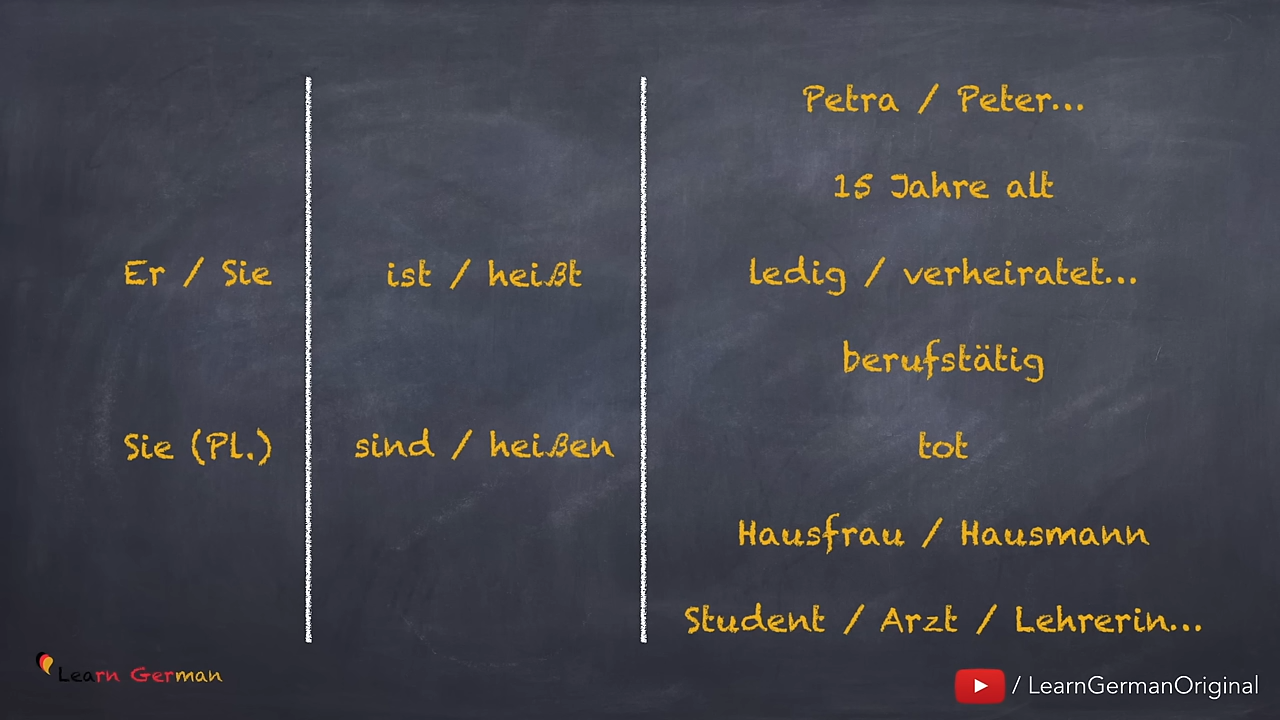 Petra / Peter...
15 Jahre alt
Er / Sie ist / heißt ledig / verheiratet...
berufstätig
Sie (Pl.) sind / heißen tot
Hausfrau / Hausmann
Student / Arzt / Lehrerin...
Learn German
/ LearnGermanOriginal